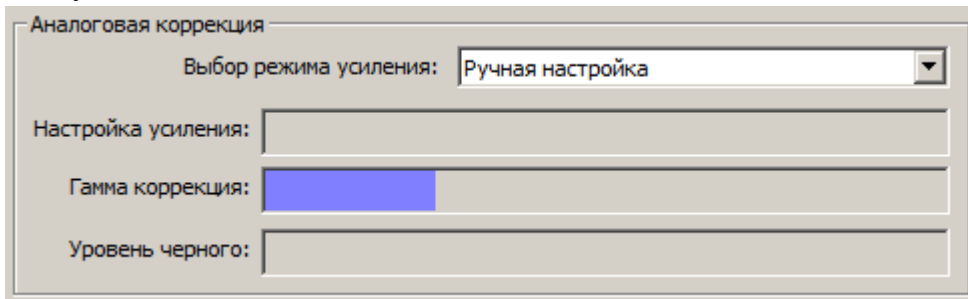 Аналоговая коррекция
Выбор режима усиления: Ручная настройка
Настройка усиления:
Гамма коррекция:
Уровень черного: